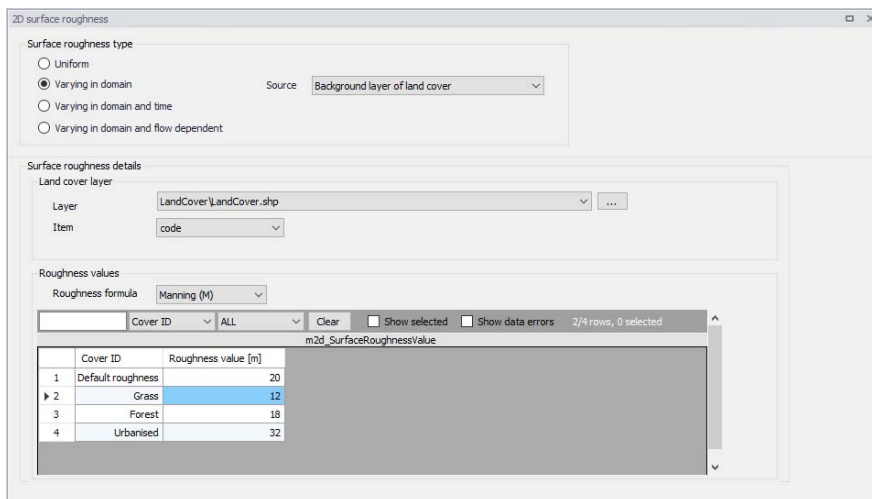 2D surface roughness
Surface roughness type
Uniform
Varying in domain Source Background layer of land cover
Varying in domain and time
Varying in domain and flow dependent
Surface roughness details
Land cover layer
Layer LandCover\LandCover.shp ...
Item code
Roughness values
Roughness formula Manning (M)
Cover ID ALL Clear Show selected Show data errors 2/4 rows, 0 selected
m2d_SurfaceRoughnessValue
Cover ID Roughness value [m]
1 Default roughness 20
2 Grass 12
3 Forest 18
4 Urbanised 32